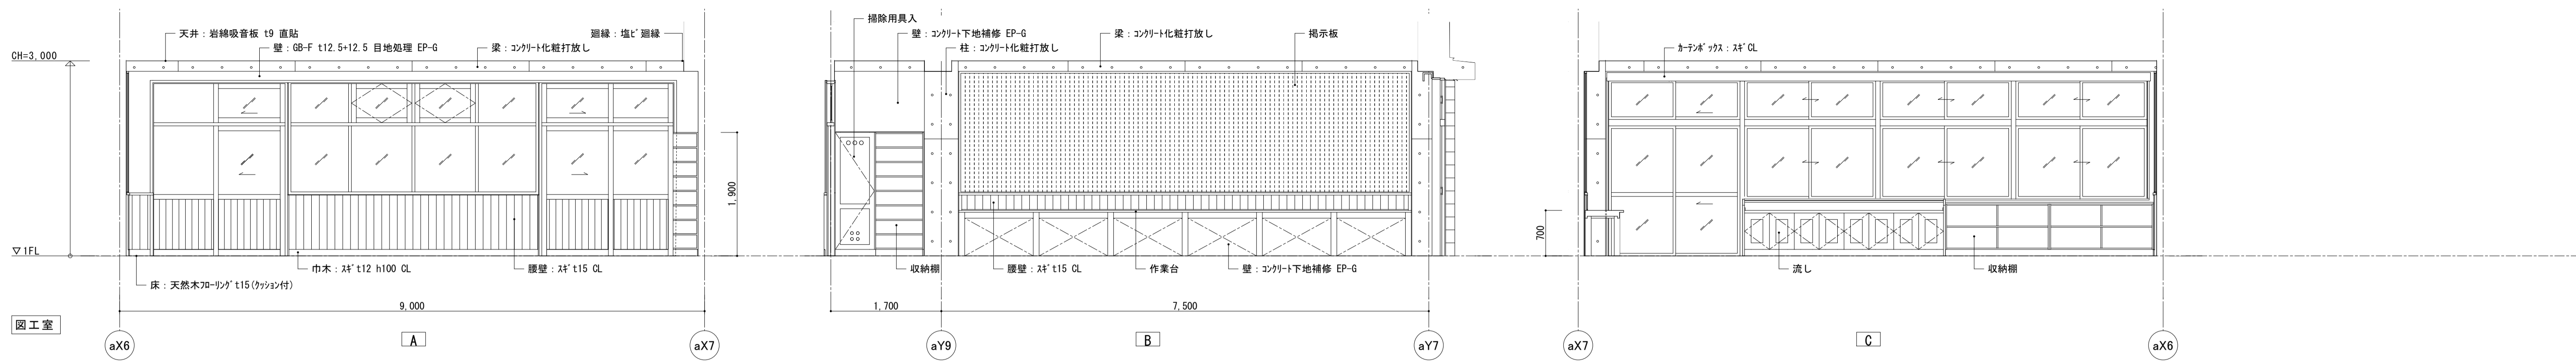 天井：岩綿吸音板 t9 直貼
壁：GB-F t12.5+12.5 目地処理 EP-G
廻縁：塩ﾋﾞ廻縁
梁：ｺﾝｸﾘｰﾄ化粧打放し
CH=3,000
1,900
▽1FL
巾木：ｽｷﾞt12 h100 CL
腰壁：ｽｷﾞt15 CL
床：天然木ﾌﾛｰﾘﾝｸﾞt15(ｸｯｼｮﾝ付)
9,000
図工室
aX6
A
aX7
掃除用具入
壁：ｺﾝｸﾘｰﾄ下地補修 EP-G
梁：ｺﾝｸﾘｰﾄ化粧打放し
掲示板
柱：ｺﾝｸﾘｰﾄ化粧打放し
収納棚
腰壁：ｽｷﾞt15 CL
作業台
壁：ｺﾝｸﾘｰﾄ下地補修 EP-G
1,700
7,500
aY9
B
aY7
ｶｰﾃﾝﾎﾞｯｸｽ：ｽｷﾞCL
700
流し
収納棚
aX7
C
aX6